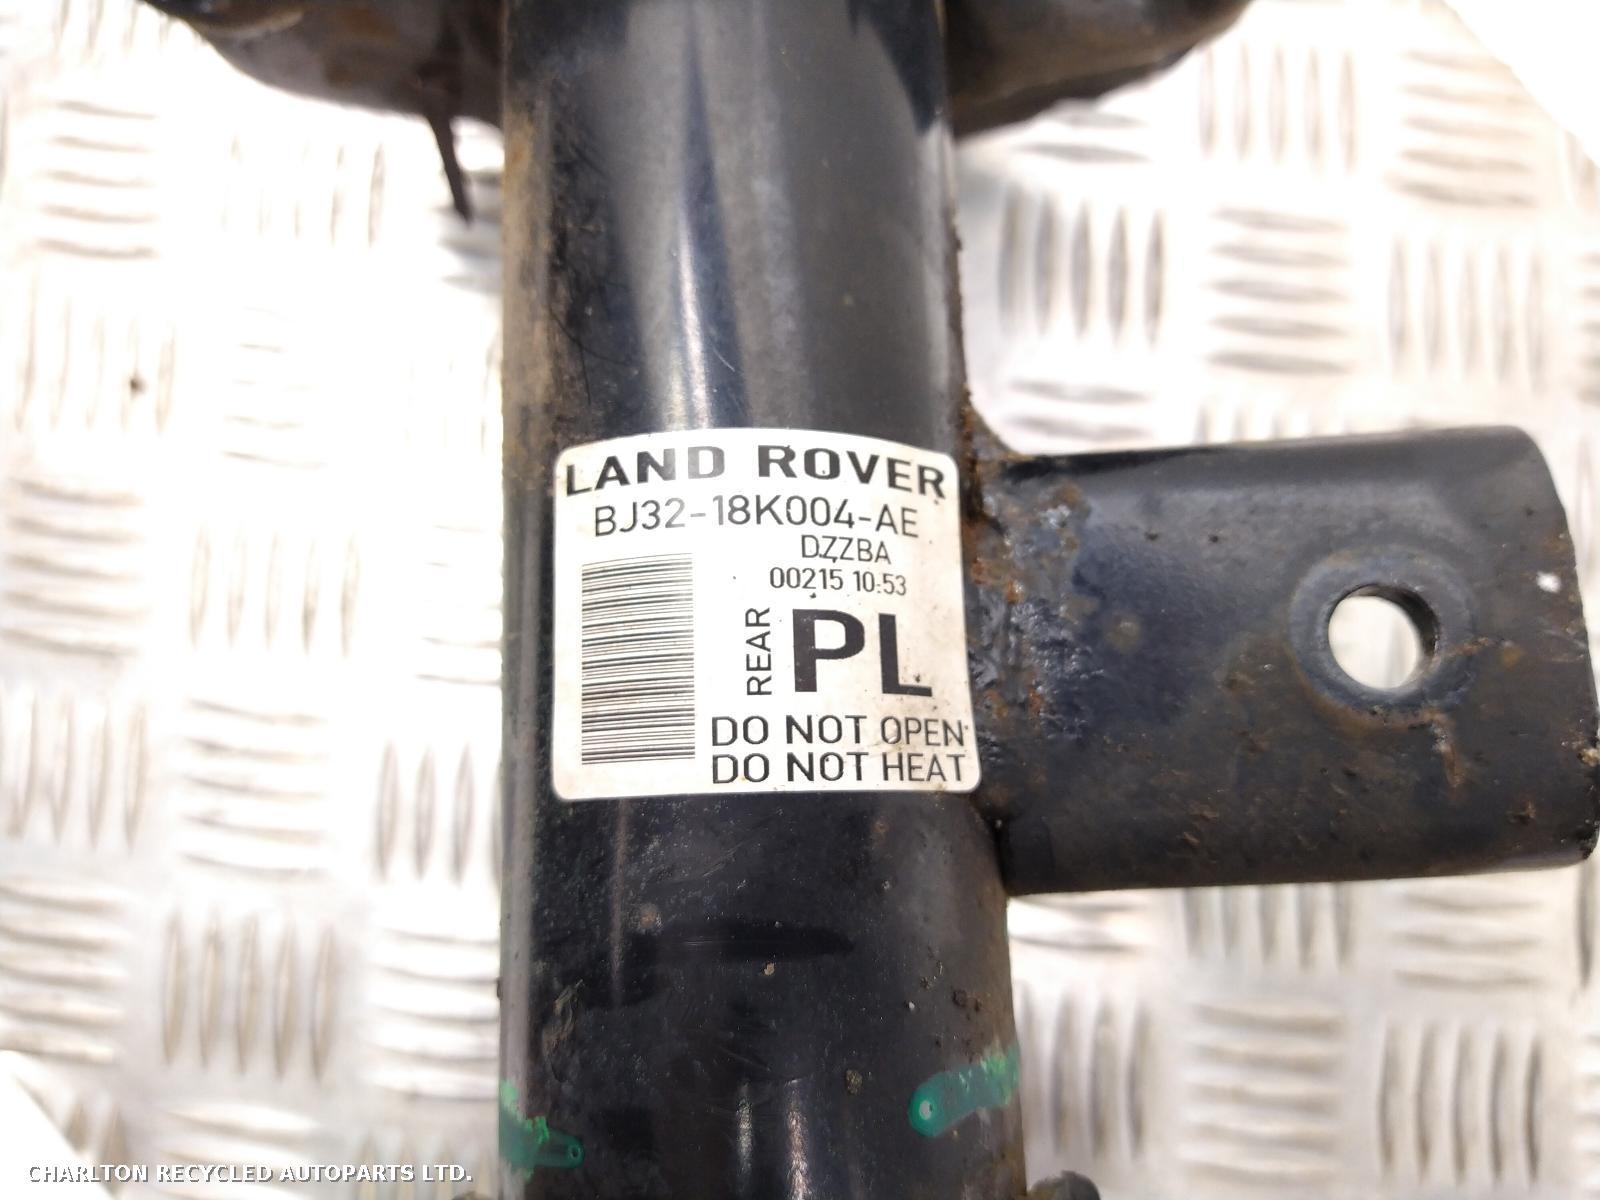 LAND ROVER
BJ32-18K004-AE
DZZBA
00215 10:53
REAR
PL
DO NOT OPEN
DO NOT HEAT
CHARLTON RECYCLED AUTOPARTS LTD.